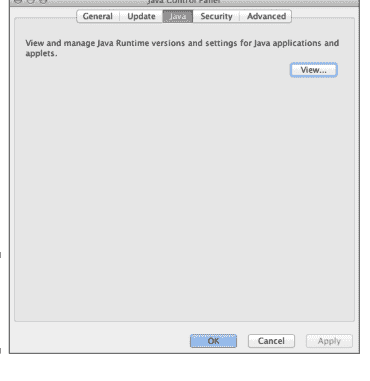 Java Control Panel
General Update Java Security Advanced
View and manage Java Runtime versions and settings for Java applications and
applets.
View...
OK Cancel Apply